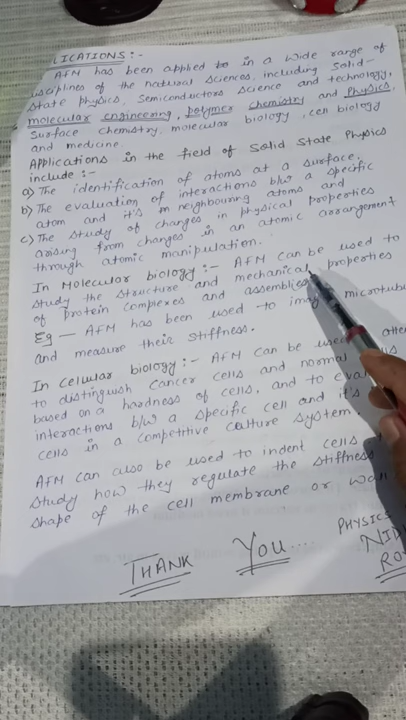 LICATIONS :-
AFM has been applied to in a wide range of
disciplines of the natural sciences, including Solid-
State physics, Semiconductors Science and technology,
molecular engineering, polymer chemistry and physics,
Surface Chemistry, molecular biology, cell biology
and medicine.
Applications in the field of Solid State Physics
include :-
a) The identification of atoms at a surface.
b) The evaluation of interactions b/w a specific
atom and it's neighbouring atoms and
c) The study of changes in physical properties
arising from changes in an atomic arrangement
through atomic manipulation.
In Molecular biology :- AFM can be used to
study the structure and mechanical properties
of protein complexes and assemblies
Eg - AFM has been used to microtubu
and measure their stiffness.
In cellular biology :- AFM can be
to distinguish cancer cells and normal
based on a hardness of cells, and to
interactions b/w a specific cell and it's
cells in a competitive culture system.
AFM can also be used to indent cells
study how they regulate the stiffness
shape of the cell membrane or wall
THANK YOU....
PHYSICS
NID
RO